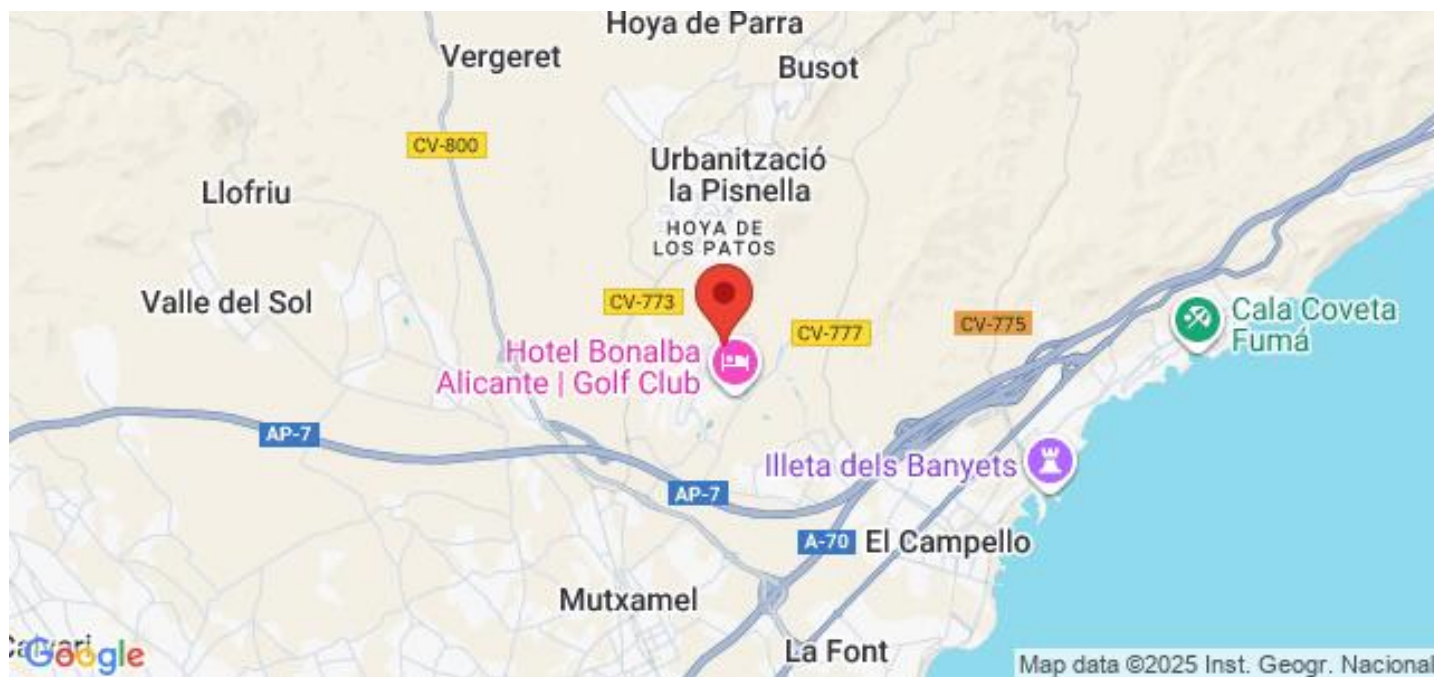 Hoya de Parra
Vergeret
Busot
CV-800
Urbanització
la Pisnella
Llofriu
HOYA DE
LOS PATOS
Valle del Sol
CV-773
CV-777
CV-775
Cala Coveta
Fumá
Hotel Bonalba
Alicante | Golf Club
AP-7
Illeta dels Banyets
AP-7
A-70
El Campello
Mutxamel
La Font
Google
Map data ©2025 Inst. Geogr. Nacional